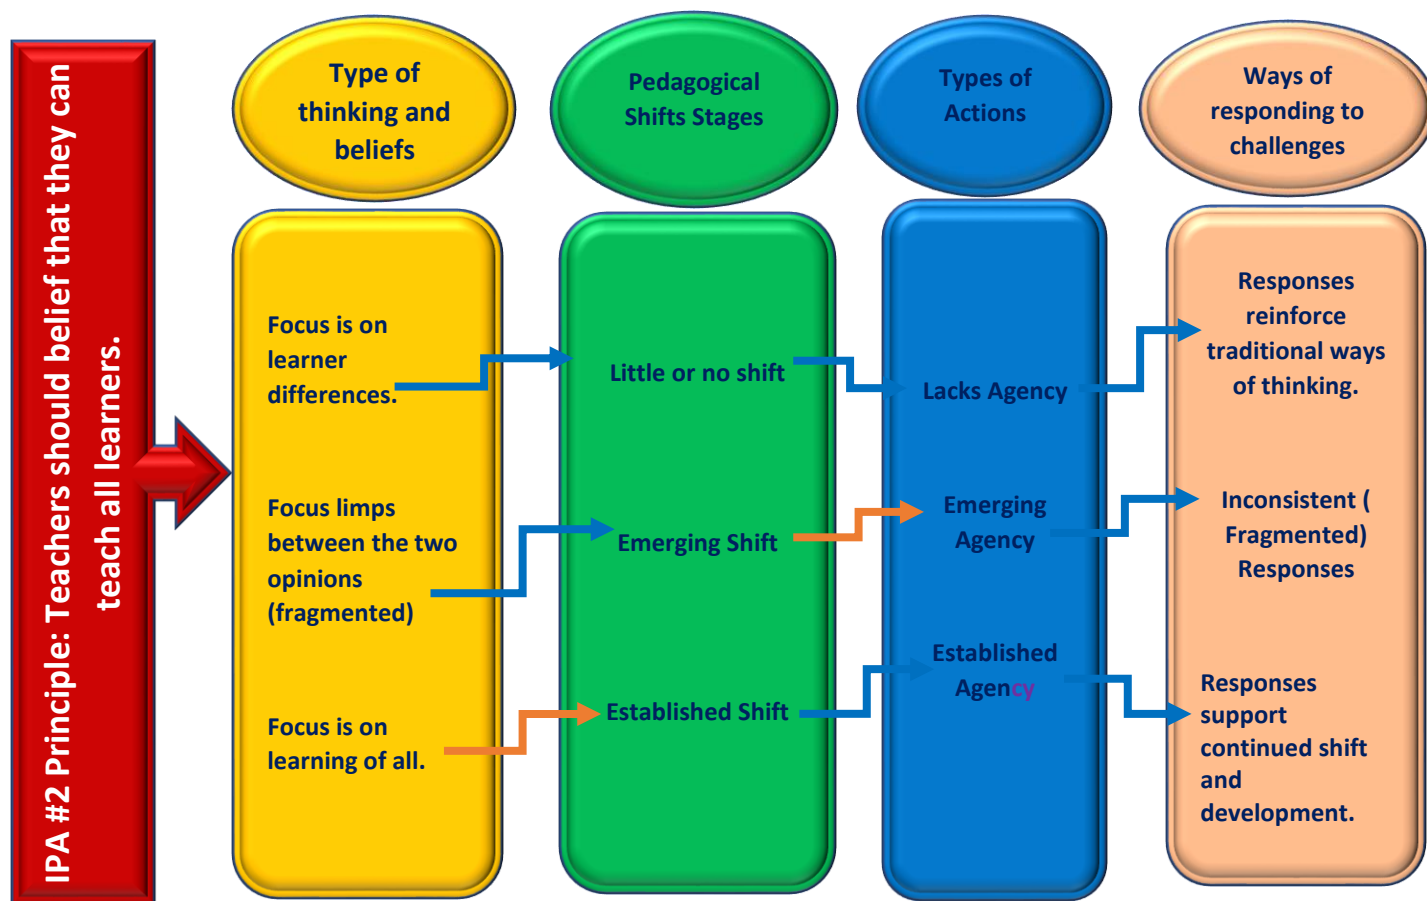 IPA #2 Principle: Teachers should belief that they can
teach all learners.
Type of
thinking and
beliefs
Focus is on
learner
differences.
Focus limps
between the two
opinions
(fragmented)
Focus is on
learning of all.
Pedagogical
Shifts Stages
Little or no shift
Emerging Shift
Established Shift
Types of
Actions
Lacks Agency
Emerging
Agency
Established
Agency
Ways of
responding to
challenges
Responses
reinforce
traditional ways
of thinking.
Inconsistent (
Fragmented)
Responses
Responses
support
continued shift
and
development.